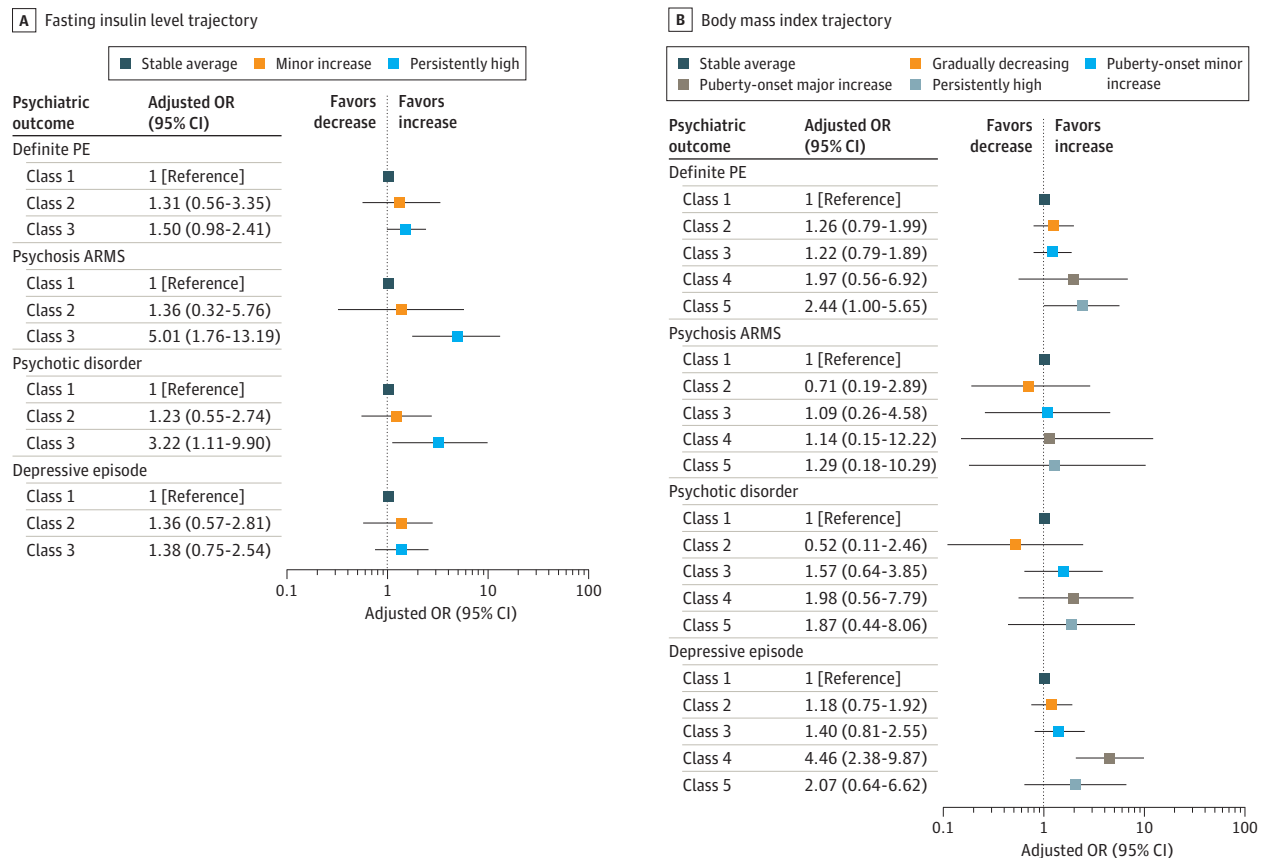 A Fasting insulin level trajectory
Stable average Minor increase Persistently high
Psychiatric outcome Adjusted OR (95% CI) Favors decrease Favors increase
Definite PE
Class 1 1 [Reference]
Class 2 1.31 (0.56-3.35)
Class 3 1.50 (0.98-2.41)
Psychosis ARMS
Class 1 1 [Reference]
Class 2 1.36 (0.32-5.76)
Class 3 5.01 (1.76-13.19)
Psychotic disorder
Class 1 1 [Reference]
Class 2 1.23 (0.55-2.74)
Class 3 3.22 (1.11-9.90)
Depressive episode
Class 1 1 [Reference]
Class 2 1.36 (0.57-2.81)
Class 3 1.38 (0.75-2.54)
0.1 1 10 100
Adjusted OR (95% CI)
B Body mass index trajectory
Stable average Gradually decreasing Puberty-onset minor increase
Puberty-onset major increase Persistently high
Psychiatric outcome Adjusted OR (95% CI) Favors decrease Favors increase
Definite PE
Class 1 1 [Reference]
Class 2 1.26 (0.79-1.99)
Class 3 1.22 (0.79-1.89)
Class 4 1.97 (0.56-6.92)
Class 5 2.44 (1.00-5.65)
Psychosis ARMS
Class 1 1 [Reference]
Class 2 0.71 (0.19-2.89)
Class 3 1.09 (0.26-4.58)
Class 4 1.14 (0.15-12.22)
Class 5 1.29 (0.18-10.29)
Psychotic disorder
Class 1 1 [Reference]
Class 2 0.52 (0.11-2.46)
Class 3 1.57 (0.64-3.85)
Class 4 1.98 (0.56-7.79)
Class 5 1.87 (0.44-8.06)
Depressive episode
Class 1 1 [Reference]
Class 2 1.18 (0.75-1.92)
Class 3 1.40 (0.81-2.55)
Class 4 4.46 (2.38-9.87)
Class 5 2.07 (0.64-6.62)
0.1 1 10 100
Adjusted OR (95% CI)